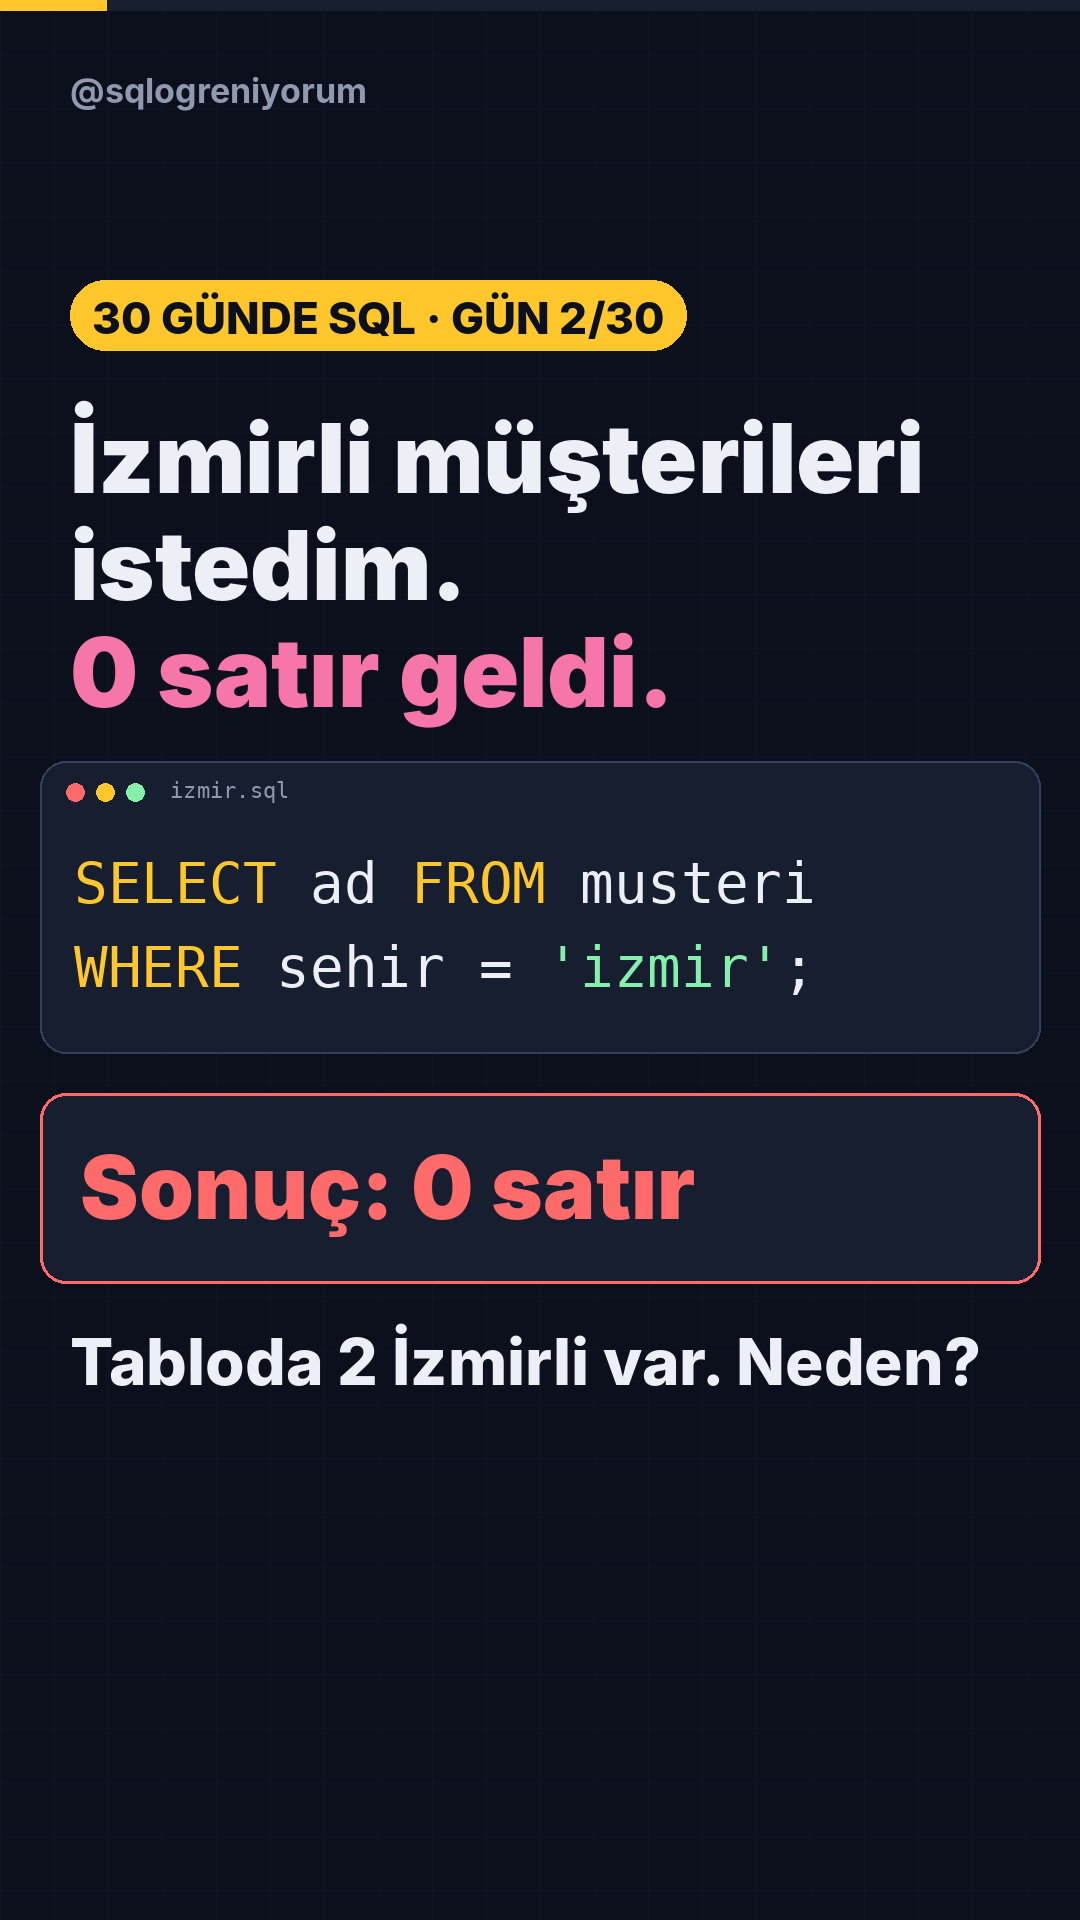 @sqlogreniyorum
30 GÜNDE SQL · GÜN 2/30
İzmirli müşterileri
istedim.
0 satır geldi.
izmir.sql
SELECT ad FROM musteri
WHERE sehir = 'izmir';
Sonuç: 0 satır
Tabloda 2 İzmirli var. Neden?